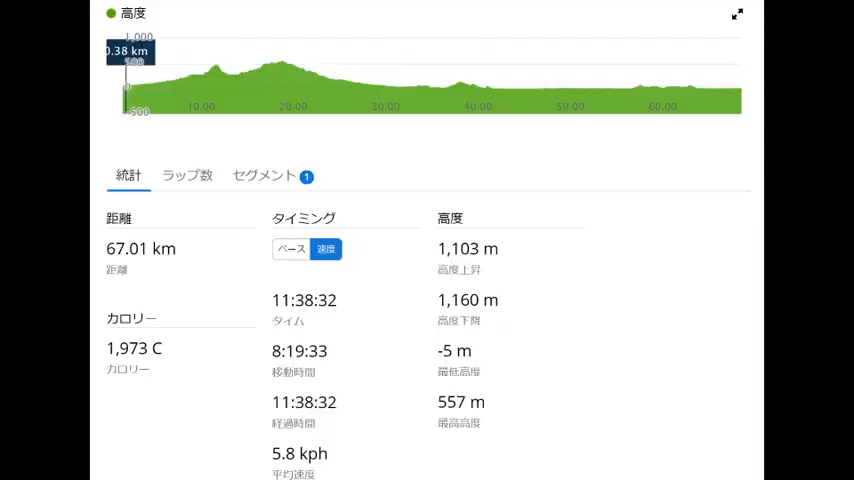 高度
1,000
0.38 km
500
0
-500
10.00 20.00 30.00 40.00 50.00 60.00
統計 ラップ数 セグメント 1
距離 タイミング 高度
67.01 km
距離
ペース 速度
1,103 m
高度上昇
11:38:32
タイム
1,160 m
高度下降
カロリー
1,973 C
カロリー
8:19:33
移動時間
-5 m
最低高度
11:38:32
経過時間
557 m
最高高度
5.8 kph
平均速度